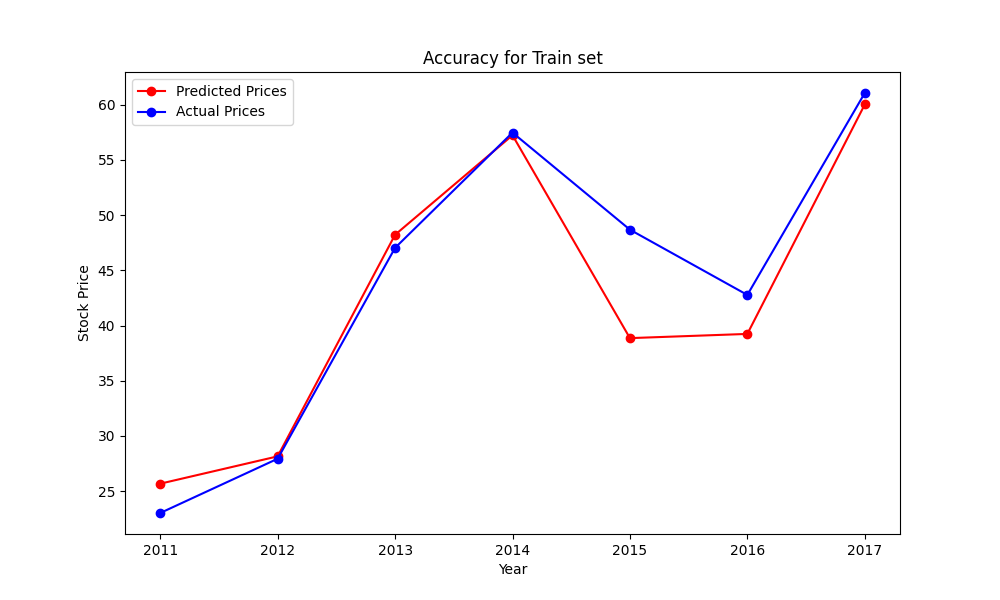 Accuracy for Train set
Predicted Prices
Actual Prices
Stock Price
60
55
50
45
40
35
30
25
2011 2012 2013 2014 2015 2016 2017
Year